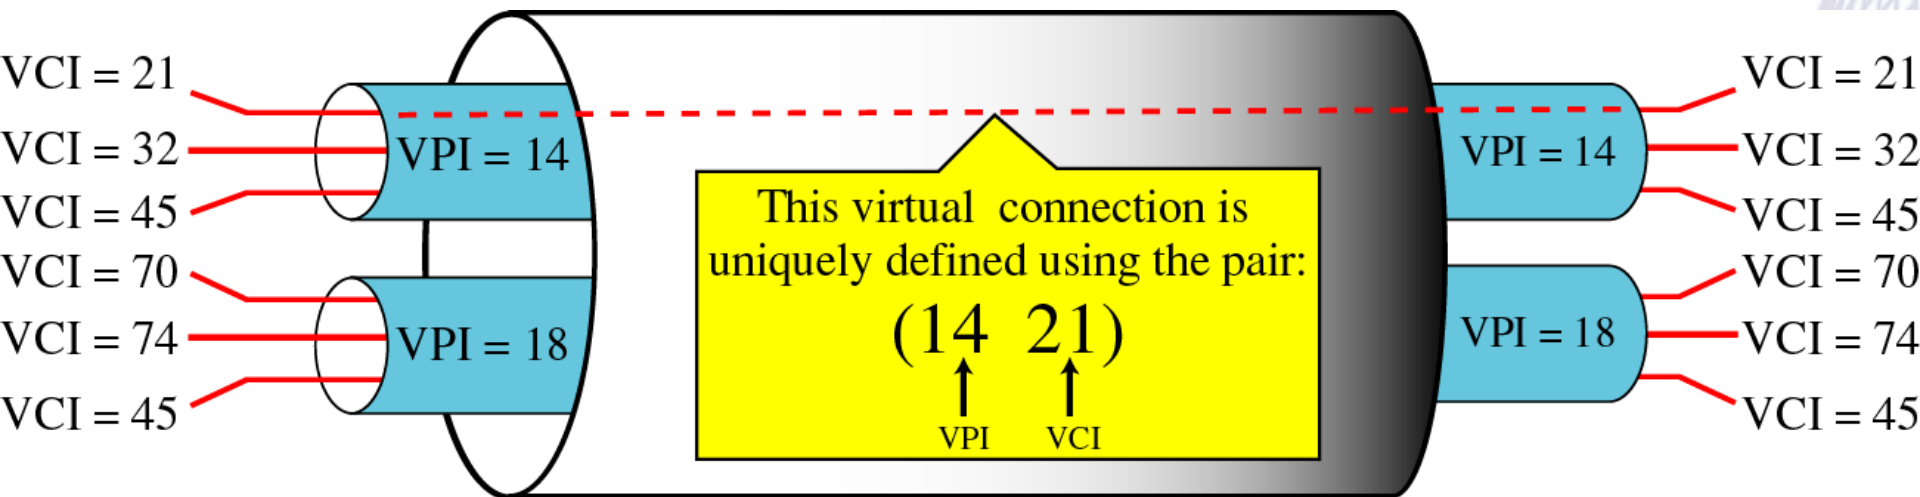 VCI = 21
VCI = 32
VCI = 45
VCI = 70
VCI = 74
VCI = 45
VPI = 14
VPI = 18
This virtual connection is
uniquely defined using the pair:
(14 21)
VPI VCI
VPI = 14
VPI = 18
VCI = 21
VCI = 32
VCI = 45
VCI = 70
VCI = 74
VCI = 45